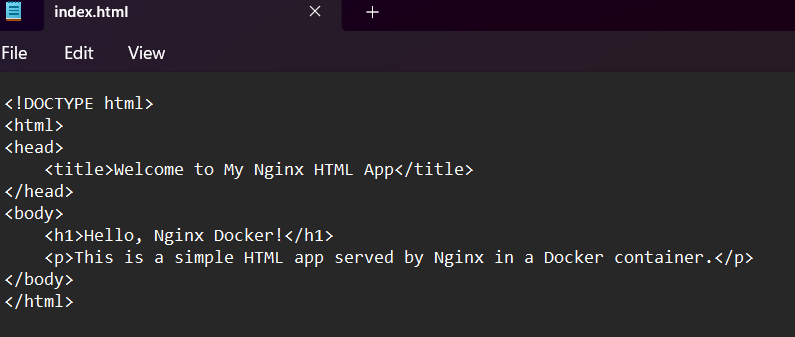 index.html
File Edit View
<!DOCTYPE html>
<html>
<head>
    <title>Welcome to My Nginx HTML App</title>
</head>
<body>
    <h1>Hello, Nginx Docker!</h1>
    <p>This is a simple HTML app served by Nginx in a Docker container.</p>
</body>
</html>